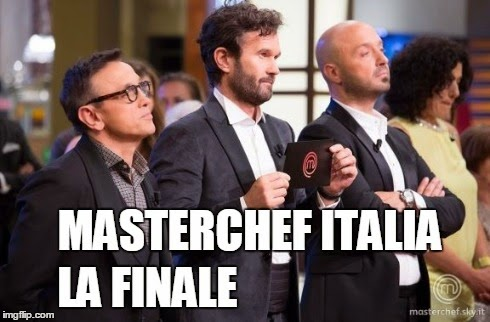 MASTERCHEF ITALIA
LA FINALE
imgflip.com
masterchef.sky.it